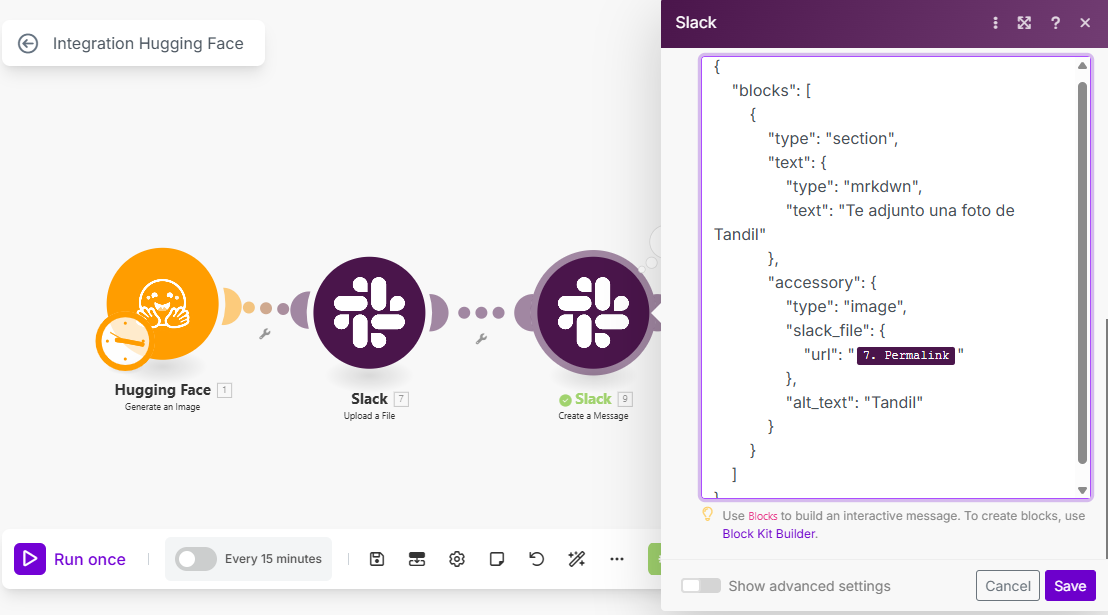 Integration Hugging Face
Slack
?
{
"blocks": [
{
"type": "section",
"text": {
"type": "mrkdwn",
"text": "Te adjunto una foto de
Tandil"
},
"accessory": {
"type": "image",
"slack_file": {
"url": " 7. Permalink "
},
"alt_text": "Tandil"
}
}
]
}
Use Blocks to build an interactive message. To create blocks, use
Block Kit Builder.
Show advanced settings
Cancel
Save
Hugging Face 1
Generate an Image
Slack 7
Upload a File
Slack 9
Create a Message
Run once
Every 15 minutes